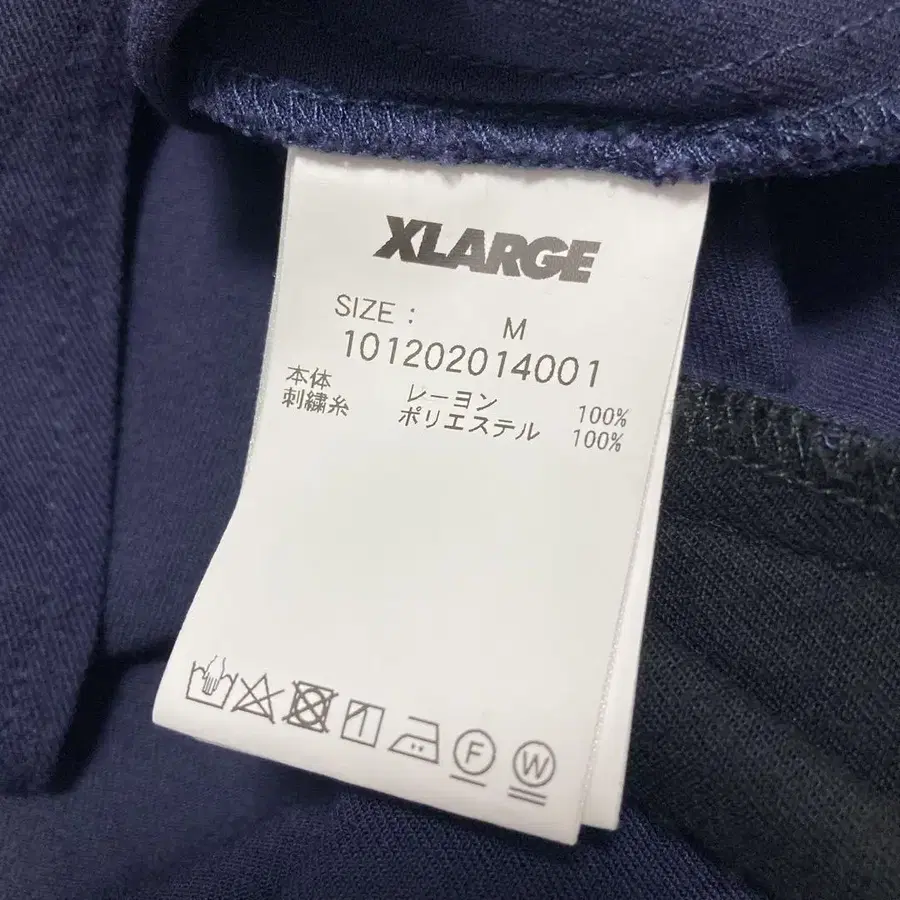 XLARGE
SIZE : M
101202014001
本体 レーヨン 100%
刺繍糸 ポリエステル 100%
F W